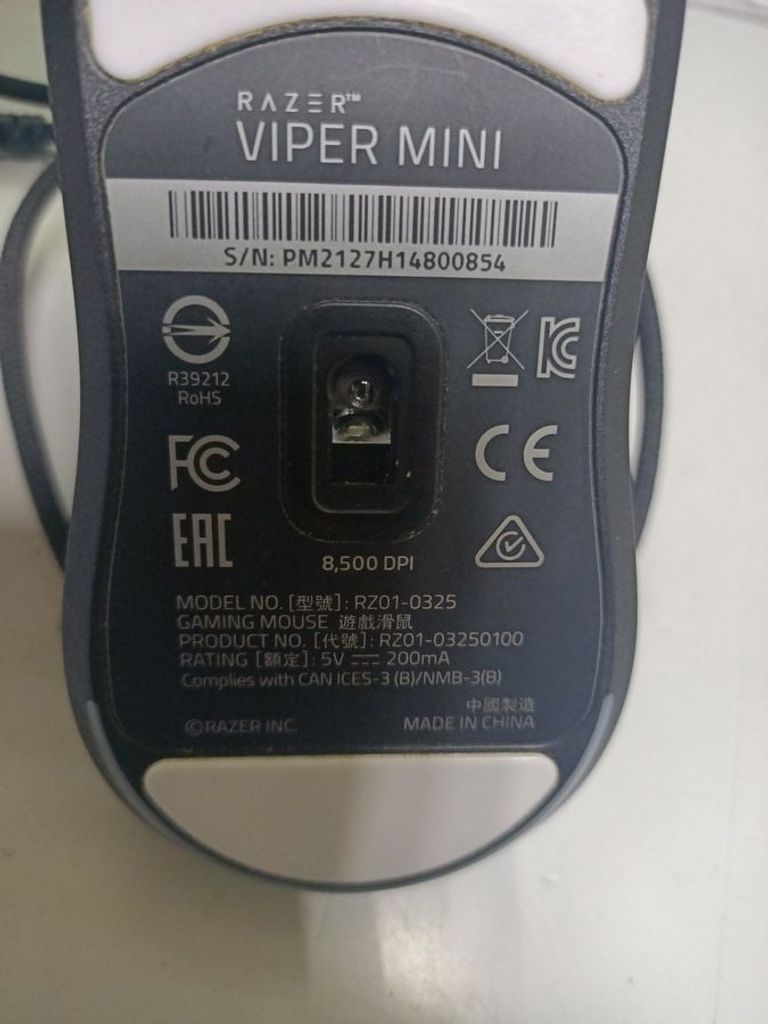 RAZER™
VIPER MINI
S/N: PM2127H14800854
R39212
RoHS
FC
CE
EAC
8,500 DPI
MODEL NO. [型號]: RZ01-0325
GAMING MOUSE 遊戲滑鼠
PRODUCT NO. [代號]: RZ01-03250100
RATING [額定]: 5V ⎓ 200mA
Complies with CAN ICES-3 (B)/NMB-3(B)
中國製造
©RAZER INC. MADE IN CHINA